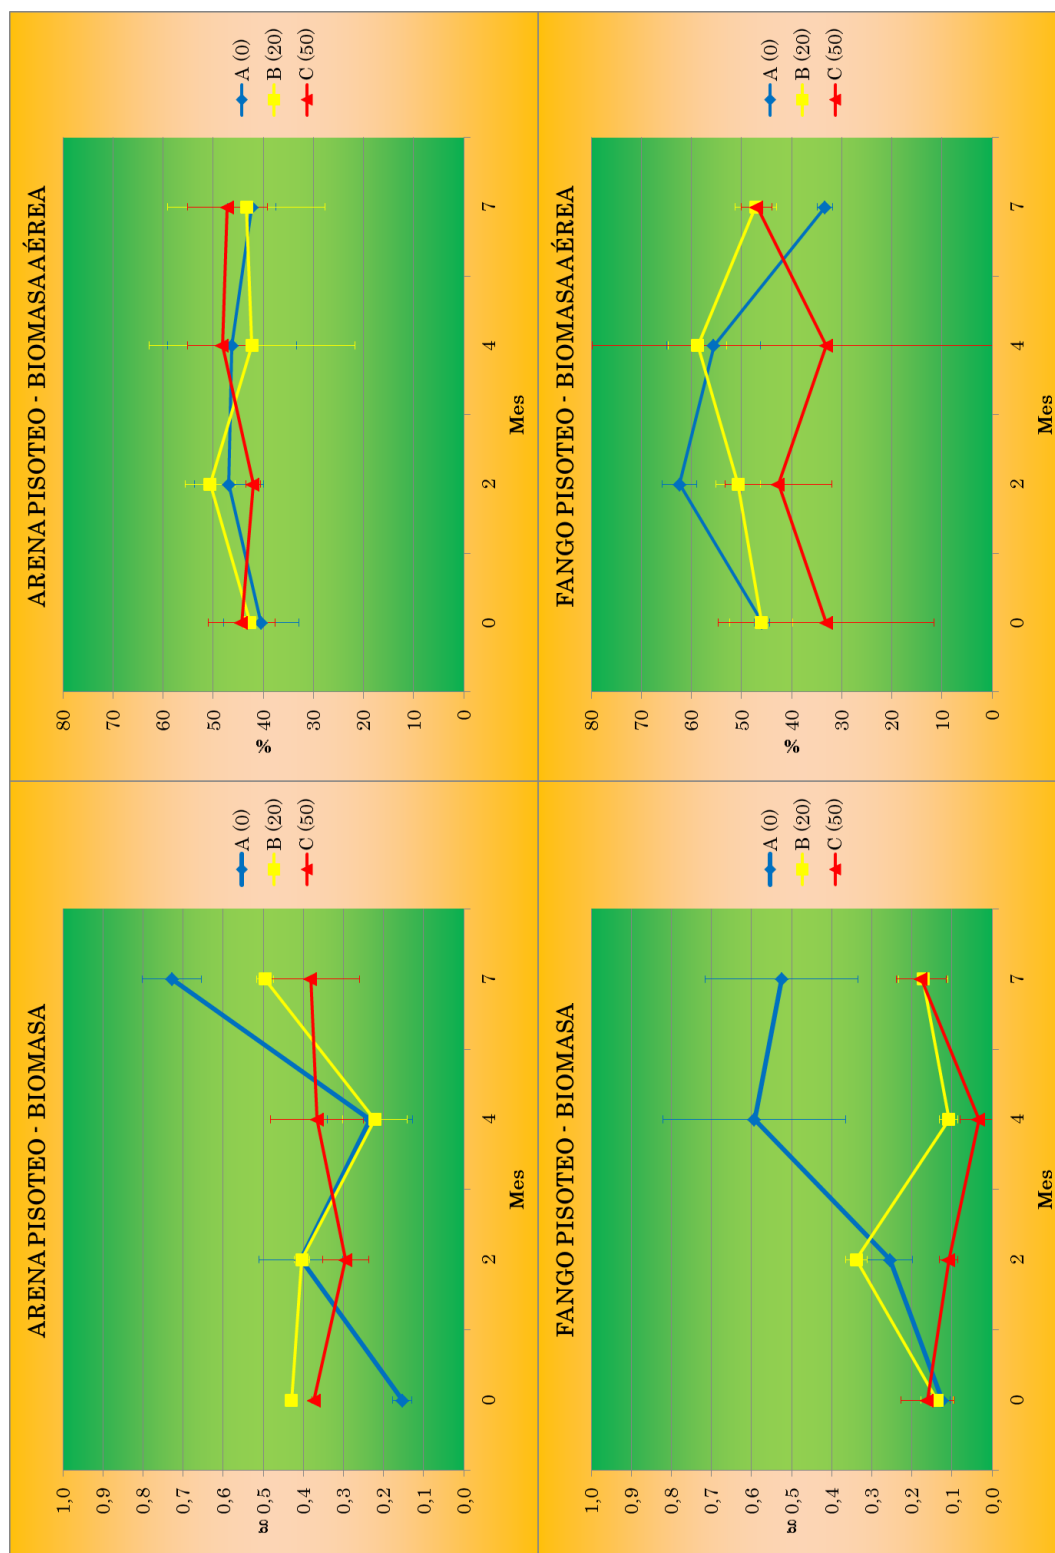 ARENA PISOTEO - BIOMASA
1,0
0,9
0,8
0,7
0,6
0,5
0,4
0,3
0,2
0,1
0,0
g
0
2
4
7
Mes
A (0)
B (20)
C (50)
ARENA PISOTEO - BIOMASA AÉREA
80
70
60
50
40
30
20
10
0
%
0
2
4
7
Mes
A (0)
B (20)
C (50)
FANGO PISOTEO - BIOMASA
1,0
0,9
0,8
0,7
0,6
0,5
0,4
0,3
0,2
0,1
0,0
g
0
2
4
7
Mes
A (0)
B (20)
C (50)
FANGO PISOTEO - BIOMASA AÉREA
80
70
60
50
40
30
20
10
0
%
0
2
4
7
Mes
A (0)
B (20)
C (50)